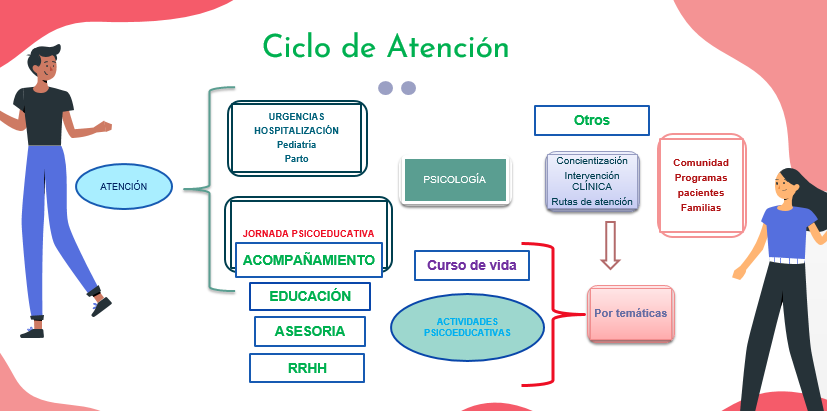 Ciclo de Atención
ATENCIÓN
URGENCIAS
HOSPITALIZACIÓN
Pediatría
Parto
JORNADA PSICOEDUCATIVA
ACOMPAÑAMIENTO
EDUCACIÓN
ASESORIA
RRHH
PSICOLOGÍA
Curso de vida
ACTIVIDADES
PSICOEDUCATIVAS
Otros
Concientización
Intervención
CLÍNICA
Rutas de atención
Por temáticas
Comunidad
Programas
pacientes
Familias